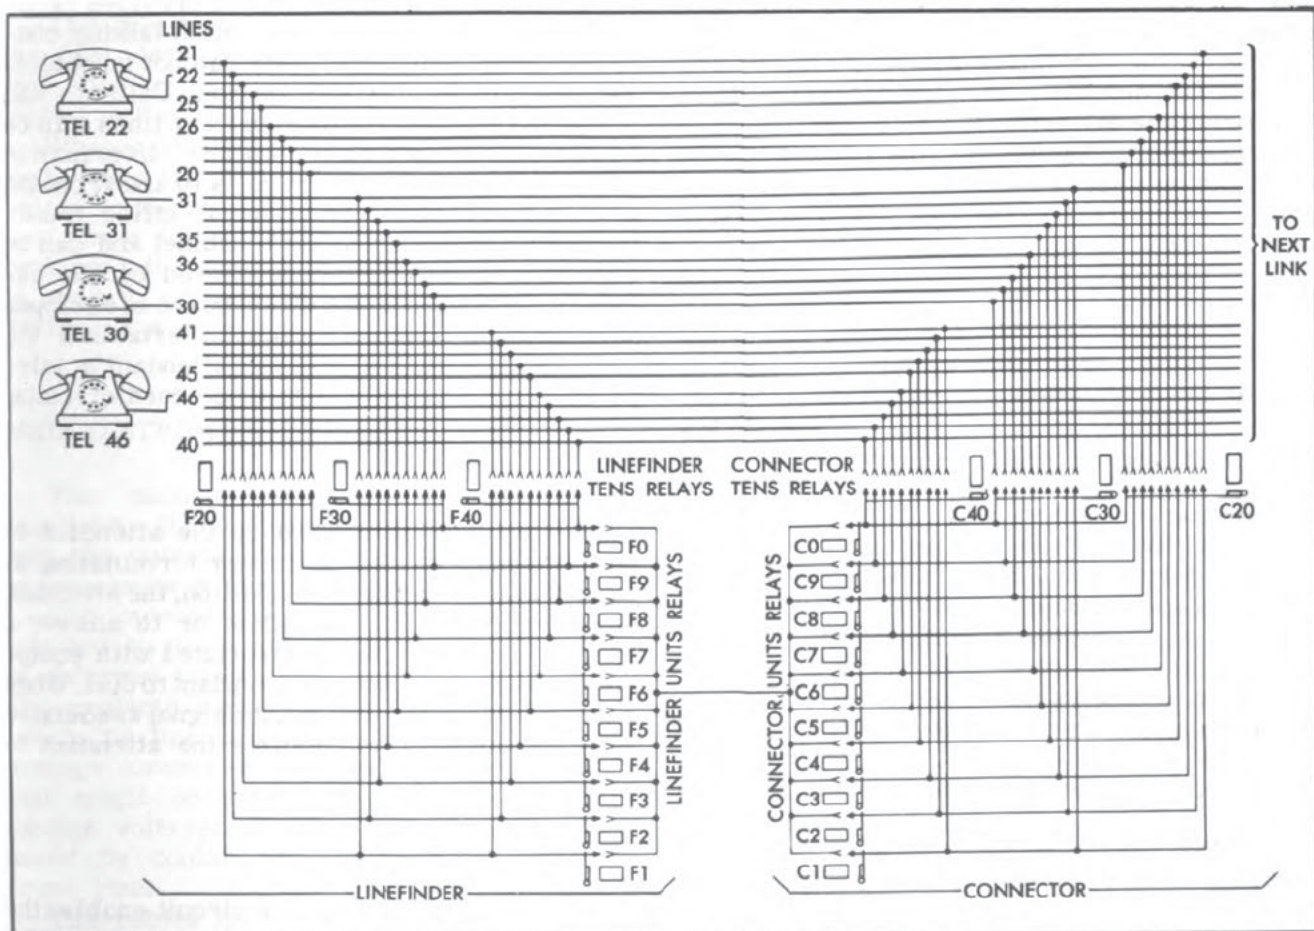 LINES
21
22
25
TEL 22
26
20
31
TEL 31
35
36
30
TEL 30
41
45
46
TEL 46
40
TO
NEXT
LINK
LINEFINDER
TENS RELAYS
CONNECTOR
TENS RELAYS
F20
F30
F40
C40
C30
C20
F0
F9
F8
F7
F6
F5
F4
F3
F2
F1
LINEFINDER UNITS RELAYS
CONNECTOR UNITS RELAYS
C0
C9
C8
C7
C6
C5
C4
C3
C2
C1
LINEFINDER
CONNECTOR